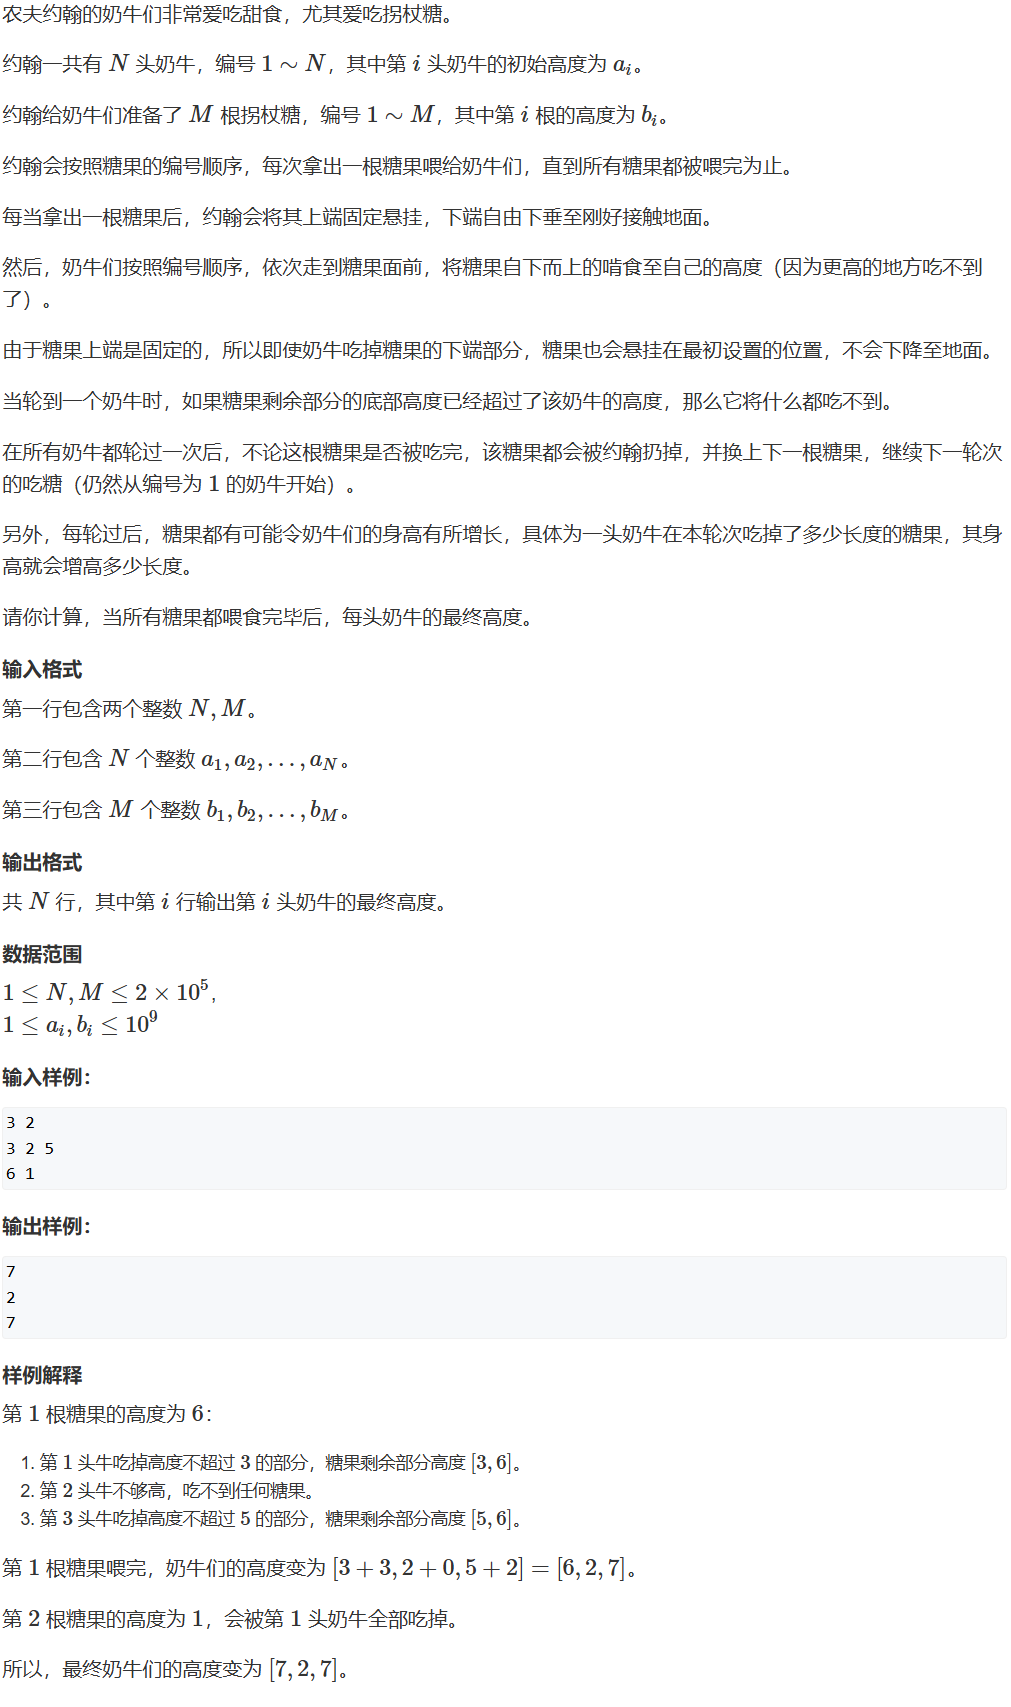 农夫约翰的奶牛们非常爱吃甜食，尤其爱吃拐杖糖。
约翰一共有 N 头奶牛，编号 1 ∼ N，其中第 i 头奶牛的初始高度为 a_i。
约翰给奶牛们准备了 M 根拐杖糖，编号 1 ∼ M，其中第 i 根的高度为 b_i。
约翰会按照糖果的编号顺序，每次拿出一根糖果喂给奶牛们，直到所有糖果都被喂完为止。
每当拿出一根糖果后，约翰会将其上端固定悬挂，下端自由下垂至刚好接触地面。
然后，奶牛们按照编号顺序，依次走到糖果面前，将糖果自下而上的啃食至自己的高度（因为更高的地方吃不到
了）。
由于糖果上端是固定的，所以即使奶牛吃掉糖果的下端部分，糖果也会悬挂在最初设置的位置，不会下降至地面。
当轮到一个奶牛时，如果糖果剩余部分的底部高度已经超过了该奶牛的高度，那么它将什么都吃不到。
在所有奶牛都轮过一次后，不论这根糖果是否被吃完，该糖果都会被约翰扔掉，并换上下一根糖果，继续下一轮次
的吃糖（仍然从编号为 1 的奶牛开始）。
另外，每轮过后，糖果都有可能令奶牛们的身高有所增长，具体为一头奶牛在本轮次吃掉了多少长度的糖果，其身
高就会增高多少长度。
请你计算，当所有糖果都喂食完毕后，每头奶牛的最终高度。
输入格式
第一行包含两个整数 N, M。
第二行包含 N 个整数 a_1, a_2, . . . , a_N。
第三行包含 M 个整数 b_1, b_2, . . . , b_M。
输出格式
共 N 行，其中第 i 行输出第 i 头奶牛的最终高度。
数据范围
1 ≤ N, M ≤ 2 × 10^5,
1 ≤ a_i, b_i ≤ 10^9
输入样例：
3 2
3 2 5
6 1
输出样例：
7
2
7
样例解释
第 1 根糖果的高度为 6：
1. 第 1 头牛吃掉高度不超过 3 的部分，糖果剩余部分高度 [3, 6]。
2. 第 2 头牛不够高，吃不到任何糖果。
3. 第 3 头牛吃掉高度不超过 5 的部分，糖果剩余部分高度 [5, 6]。
第 1 根糖果喂完，奶牛们的高度变为 [3 + 3, 2 + 0, 5 + 2] = [6, 2, 7]。
第 2 根糖果的高度为 1，会被第 1 头奶牛全部吃掉。
所以，最终奶牛们的高度变为 [7, 2, 7]。